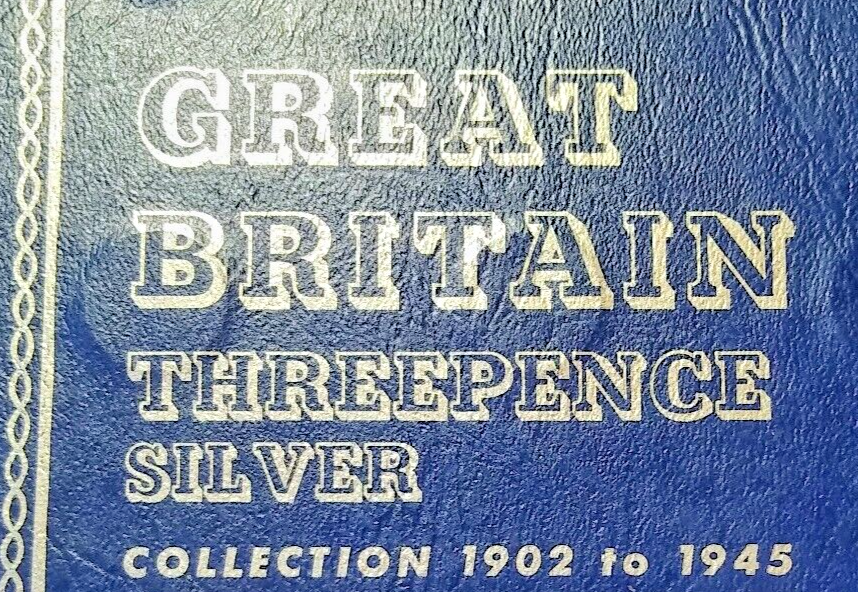 GREAT
BRITAIN
THREEPENCE
SILVER
COLLECTION 1902 to 1945